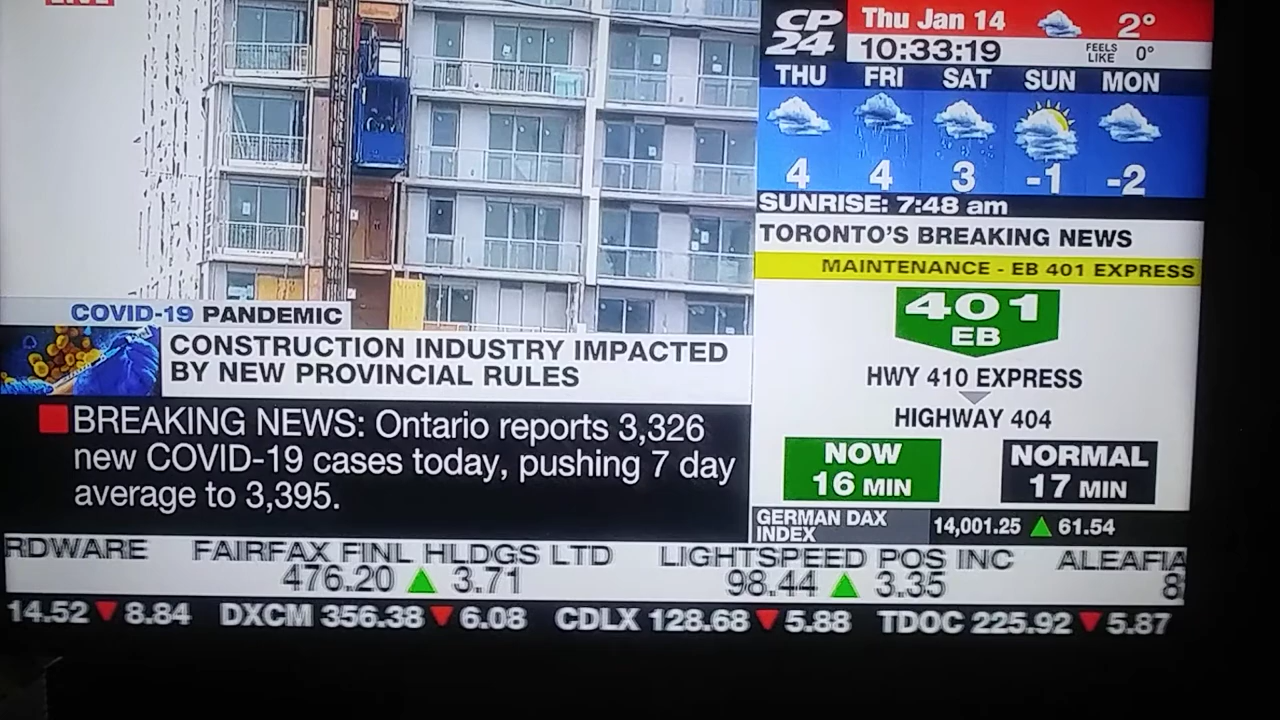 LIVE
CP
24
Thu Jan 14
2°
10:33:19
FEELS
LIKE
0°
THU FRI SAT SUN MON
4 4 3 -1 -2
SUNRISE: 7:48 am
TORONTO'S BREAKING NEWS
MAINTENANCE - EB 401 EXPRESS
401
EB
HWY 410 EXPRESS
HIGHWAY 404
NOW
16 MIN
NORMAL
17 MIN
GERMAN DAX
INDEX
14,001.25 ▲ 61.54
COVID-19 PANDEMIC
CONSTRUCTION INDUSTRY IMPACTED
BY NEW PROVINCIAL RULES
BREAKING NEWS: Ontario reports 3,326
new COVID-19 cases today, pushing 7 day
average to 3,395.
RDWARE FAIRFAX FINL HLDGS LTD LIGHTSPEED POS INC ALEAFIA
476.20 ▲ 3.71 98.44 ▲ 3.35 8
14.52 ▼ 8.84 DXCM 356.38 ▼ 6.08 CDLX 128.68 ▼ 5.88 TDOC 225.92 ▼ 5.87